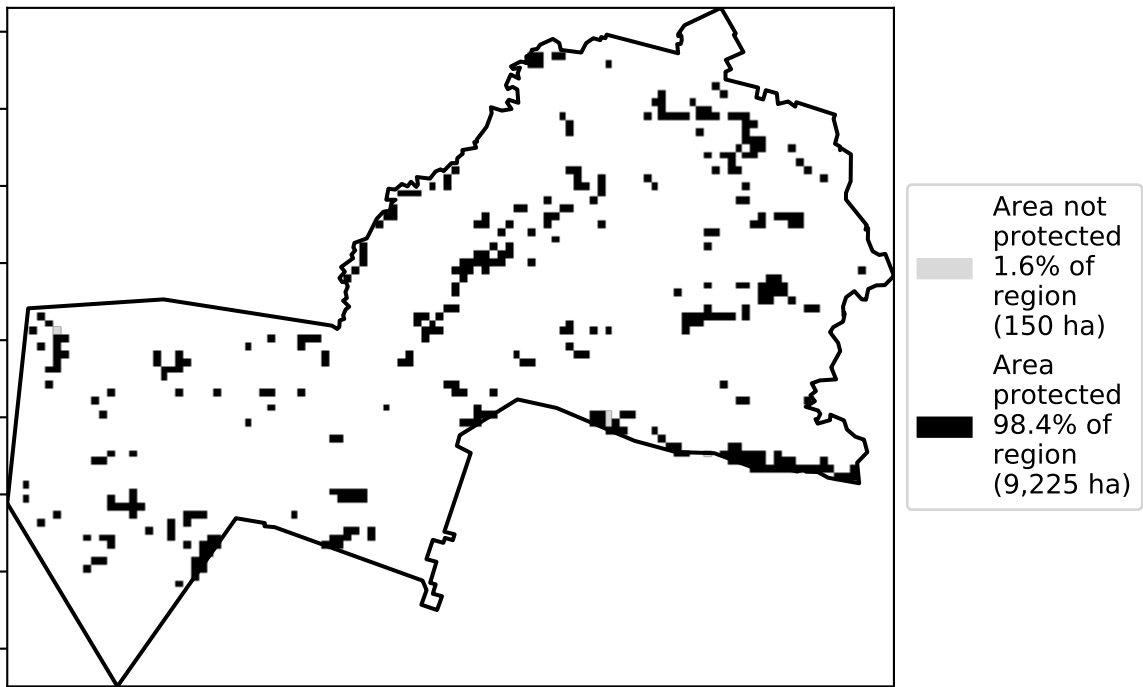 Area not
protected
1.6% of
region
(150 ha)
Area
protected
98.4% of
region
(9,225 ha)